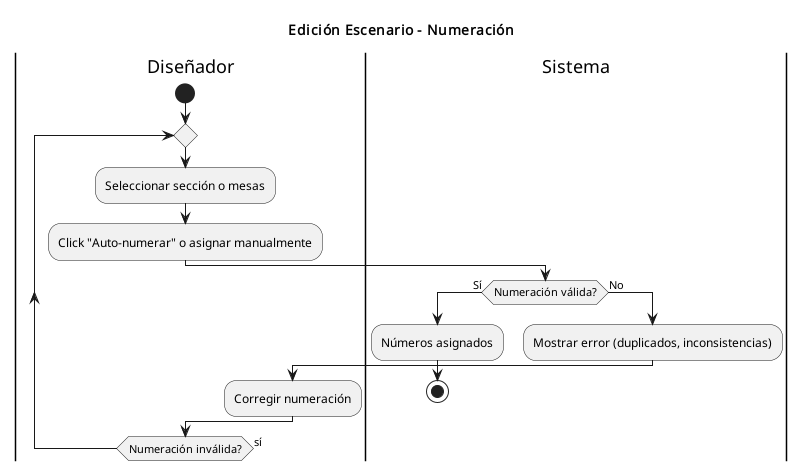 Edición Escenario - Numeración
Diseñador
Sistema
Seleccionar sección o mesas
Click "Auto-numerar" o asignar manualmente
Sí
Numeración válida?
No
Números asignados
Mostrar error (duplicados, inconsistencias)
Corregir numeración
Numeración inválida?
sí